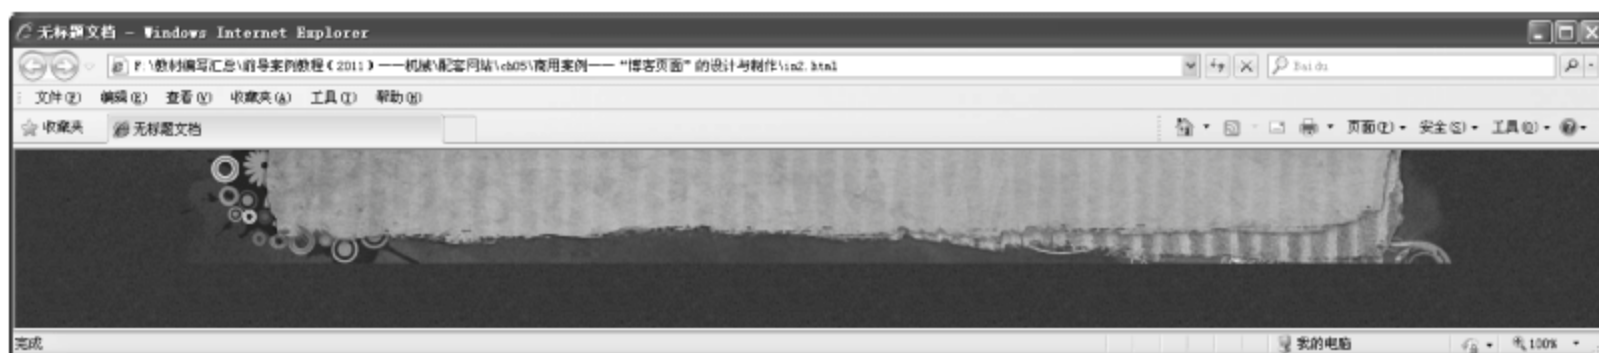 无标题文档 - Windows Internet Explorer
F:\教材编写汇总\前导案例教程（2011）——机械\配套网站\ch05\商用案例——“博客页面”的设计与制作\in2.html
Baidu
文件(F) 编辑(E) 查看(V) 收藏夹(A) 工具(T) 帮助(H)
收藏夹 无标题文档 页面(P) 安全(S) 工具(O)
完成 我的电脑 100%